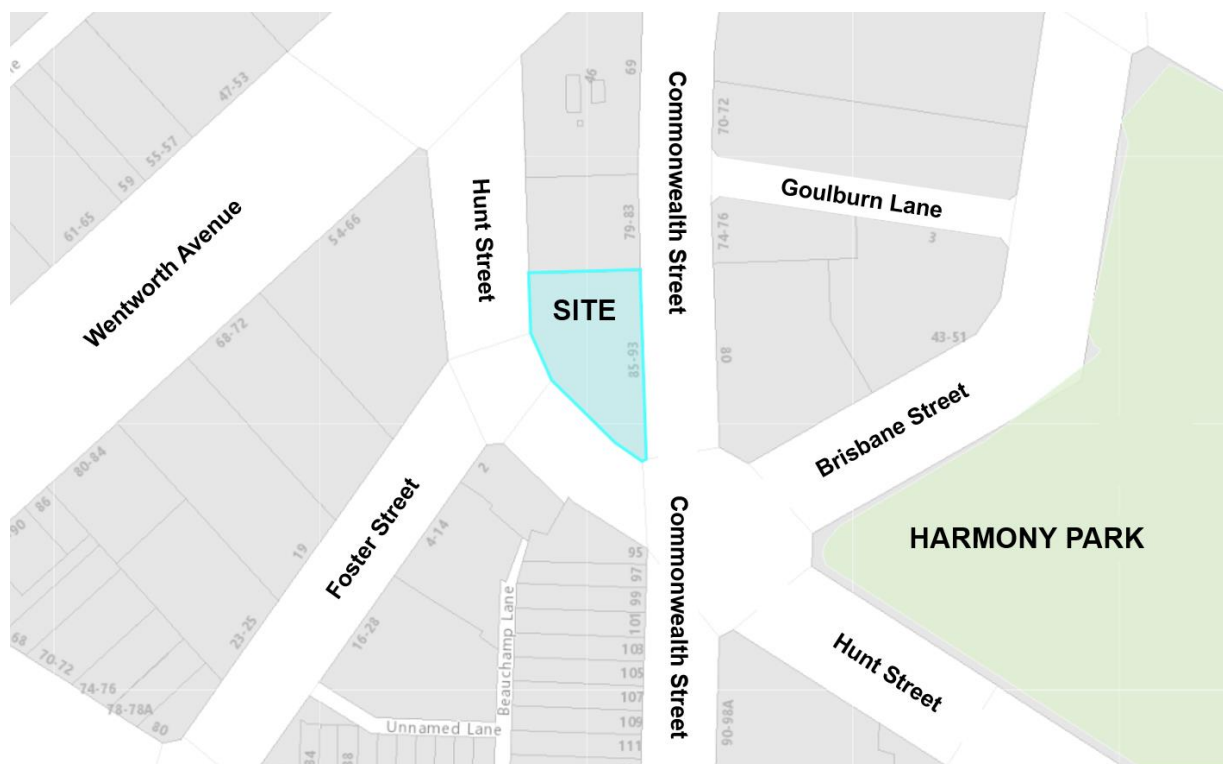 47-53
55-57
59
61-65
Wentworth Avenue
54-66
68-72
80-84
86
90
68
70-72
74-76
78-78A
80
19
23-25
Hunt Street
46
69
79-83
SITE
85-93
Commonwealth Street
70-72
Goulburn Lane
74-76
3
80
43-51
Brisbane Street
HARMONY PARK
Foster Street
2
4-14
16-28
Beauchamp Lane
Unnamed Lane
95
97
99
101
103
105
107
109
111
Commonwealth Street
90-98A
Hunt Street